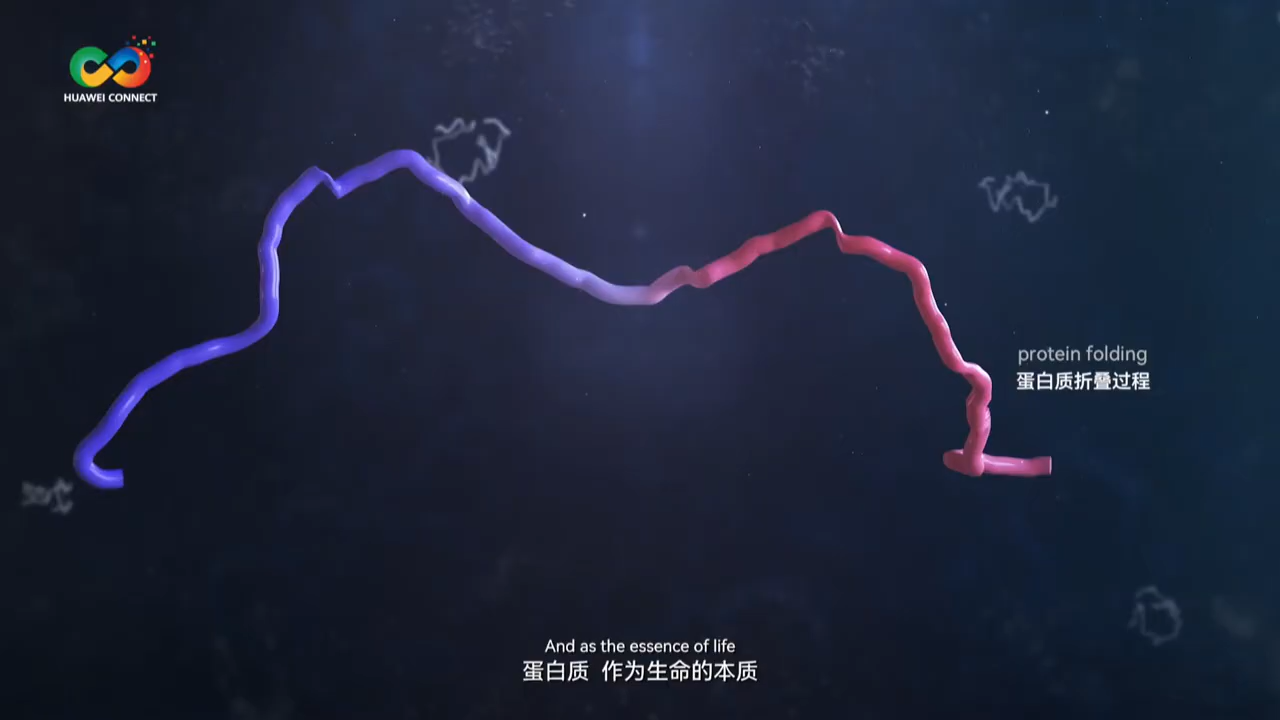 HUAWEI CONNECT
protein folding
蛋白质折叠过程
And as the essence of life
蛋白质 作为生命的本质